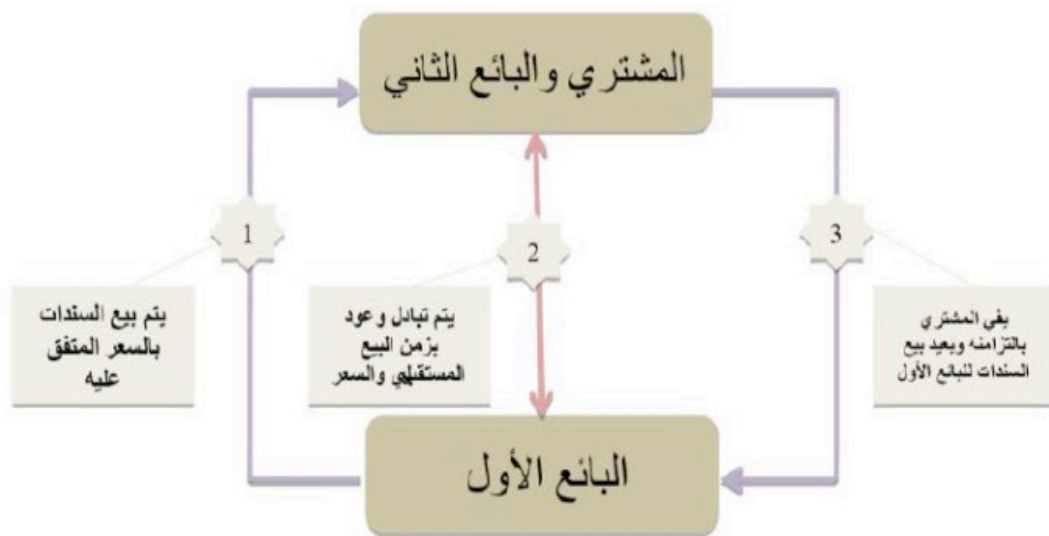 المشتري والبائع الثاني
1
2
3
يتم بيع السندات
بالسعر المتفق
عليه
يتم تبادل وعود
بزمن البيع
المستقبلي والسعر
يفي المشتري
بالتزامنه ويعيد بيع
السندات للبائع الأول
البائع الأول